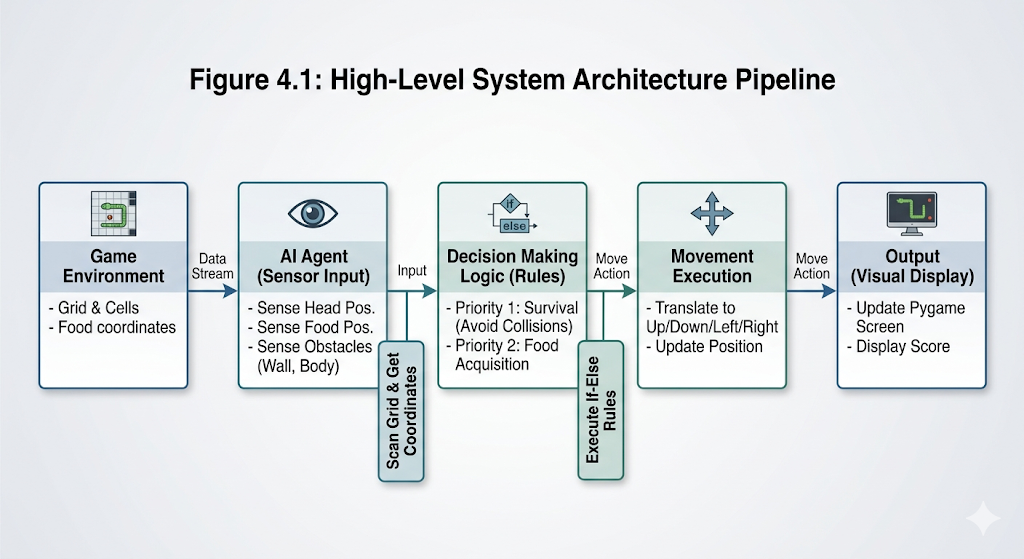 Figure 4.1: High-Level System Architecture Pipeline
Game
Environment
- Grid & Cells
- Food coordinates
Data
Stream
AI Agent
(Sensor Input)
- Sense Head Pos.
- Sense Food Pos.
- Sense Obstacles
(Wall, Body)
Input
Scan Grid & Get
Coordinates
if
else
Decision Making
Logic (Rules)
- Priority 1: Survival
(Avoid Collisions)
- Priority 2: Food
Acquisition
Move
Action
Execute If-Else
Rules
Movement
Execution
- Translate to
Up/Down/Left/Right
- Update Position
Move
Action
Output
(Visual Display)
- Update Pygame
Screen
- Display Score